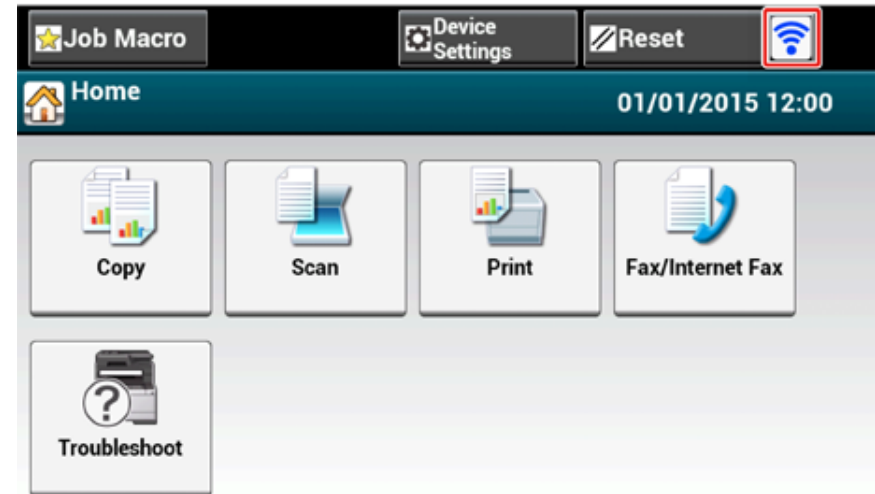 Job Macro
Device
Settings
Reset
Home
01/01/2015 12:00
Copy
Scan
Print
Fax/Internet Fax
Troubleshoot